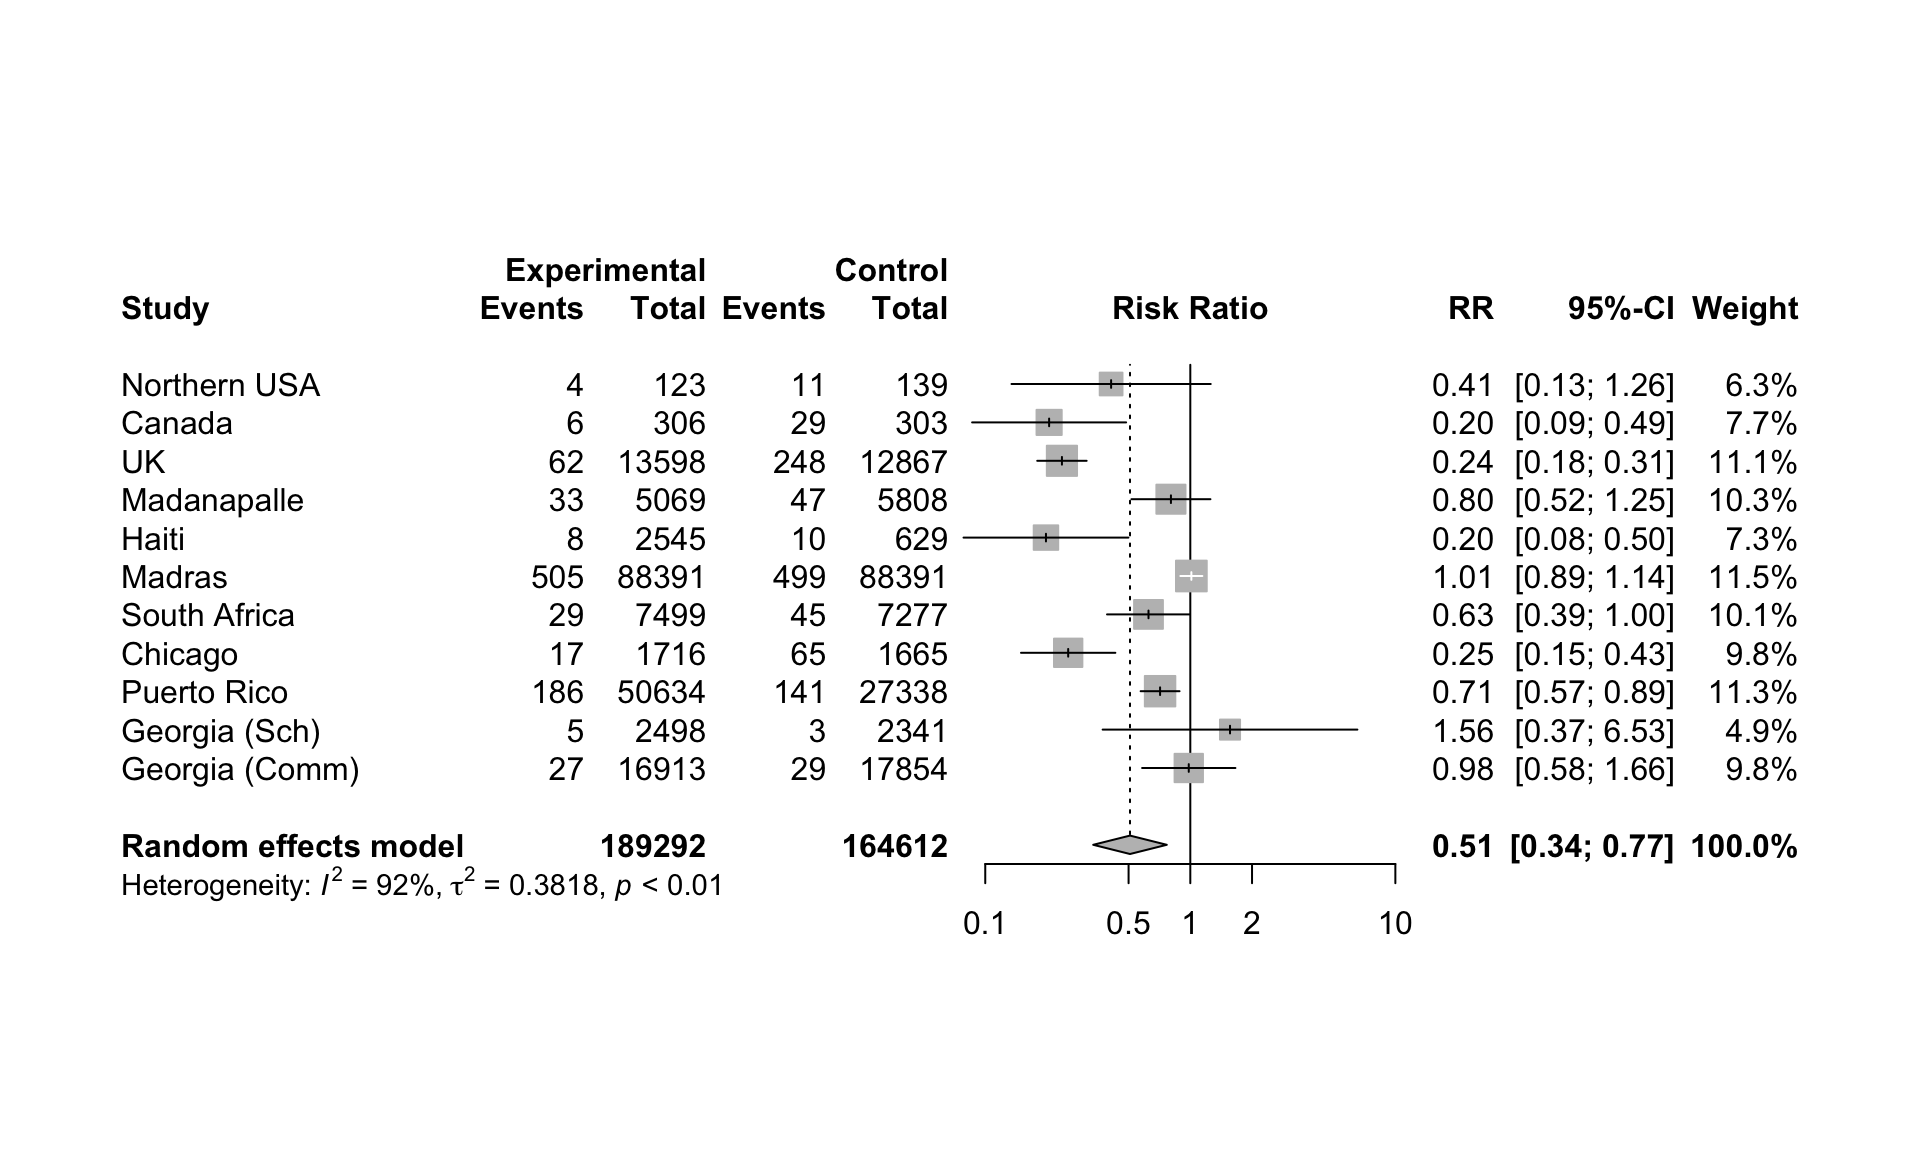 Experimental Control
Study Events Total Events Total Risk Ratio RR 95%-CI Weight
Northern USA 4 123 11 139 0.41 [0.13; 1.26] 6.3%
Canada 6 306 29 303 0.20 [0.09; 0.49] 7.7%
UK 62 13598 248 12867 0.24 [0.18; 0.31] 11.1%
Madanapalle 33 5069 47 5808 0.80 [0.52; 1.25] 10.3%
Haiti 8 2545 10 629 0.20 [0.08; 0.50] 7.3%
Madras 505 88391 499 88391 1.01 [0.89; 1.14] 11.5%
South Africa 29 7499 45 7277 0.63 [0.39; 1.00] 10.1%
Chicago 17 1716 65 1665 0.25 [0.15; 0.43] 9.8%
Puerto Rico 186 50634 141 27338 0.71 [0.57; 0.89] 11.3%
Georgia (Sch) 5 2498 3 2341 1.56 [0.37; 6.53] 4.9%
Georgia (Comm) 27 16913 29 17854 0.98 [0.58; 1.66] 9.8%
Random effects model 189292 164612 0.51 [0.34; 0.77] 100.0%
Heterogeneity: I² = 92%, τ² = 0.3818, p < 0.01
0.1 0.5 1 2 10